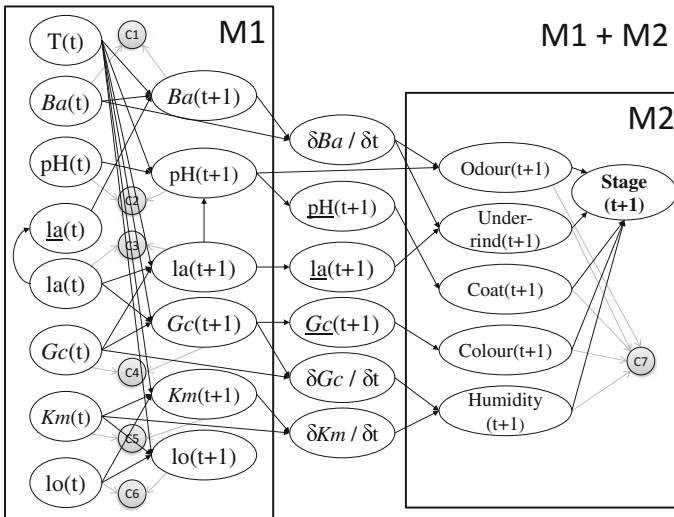 M1
M1 + M2
M2
T(t)
Ba(t)
pH(t)
la(t)
la(t)
Gc(t)
Km(t)
lo(t)
C1
C2
C3
C4
C5
C6
Ba(t+1)
pH(t+1)
la(t+1)
Gc(t+1)
Km(t+1)
lo(t+1)
δBa / δt
pH(t+1)
la(t+1)
Gc(t+1)
δGc / δt
δKm / δt
Odour(t+1)
Under-
rind(t+1)
Coat(t+1)
Colour(t+1)
Humidity
(t+1)
Stage
(t+1)
C7